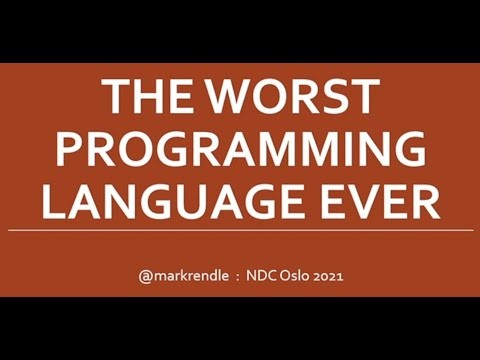 THE WORST
PROGRAMMING
LANGUAGE EVER
@markrendle : NDC Oslo 2021